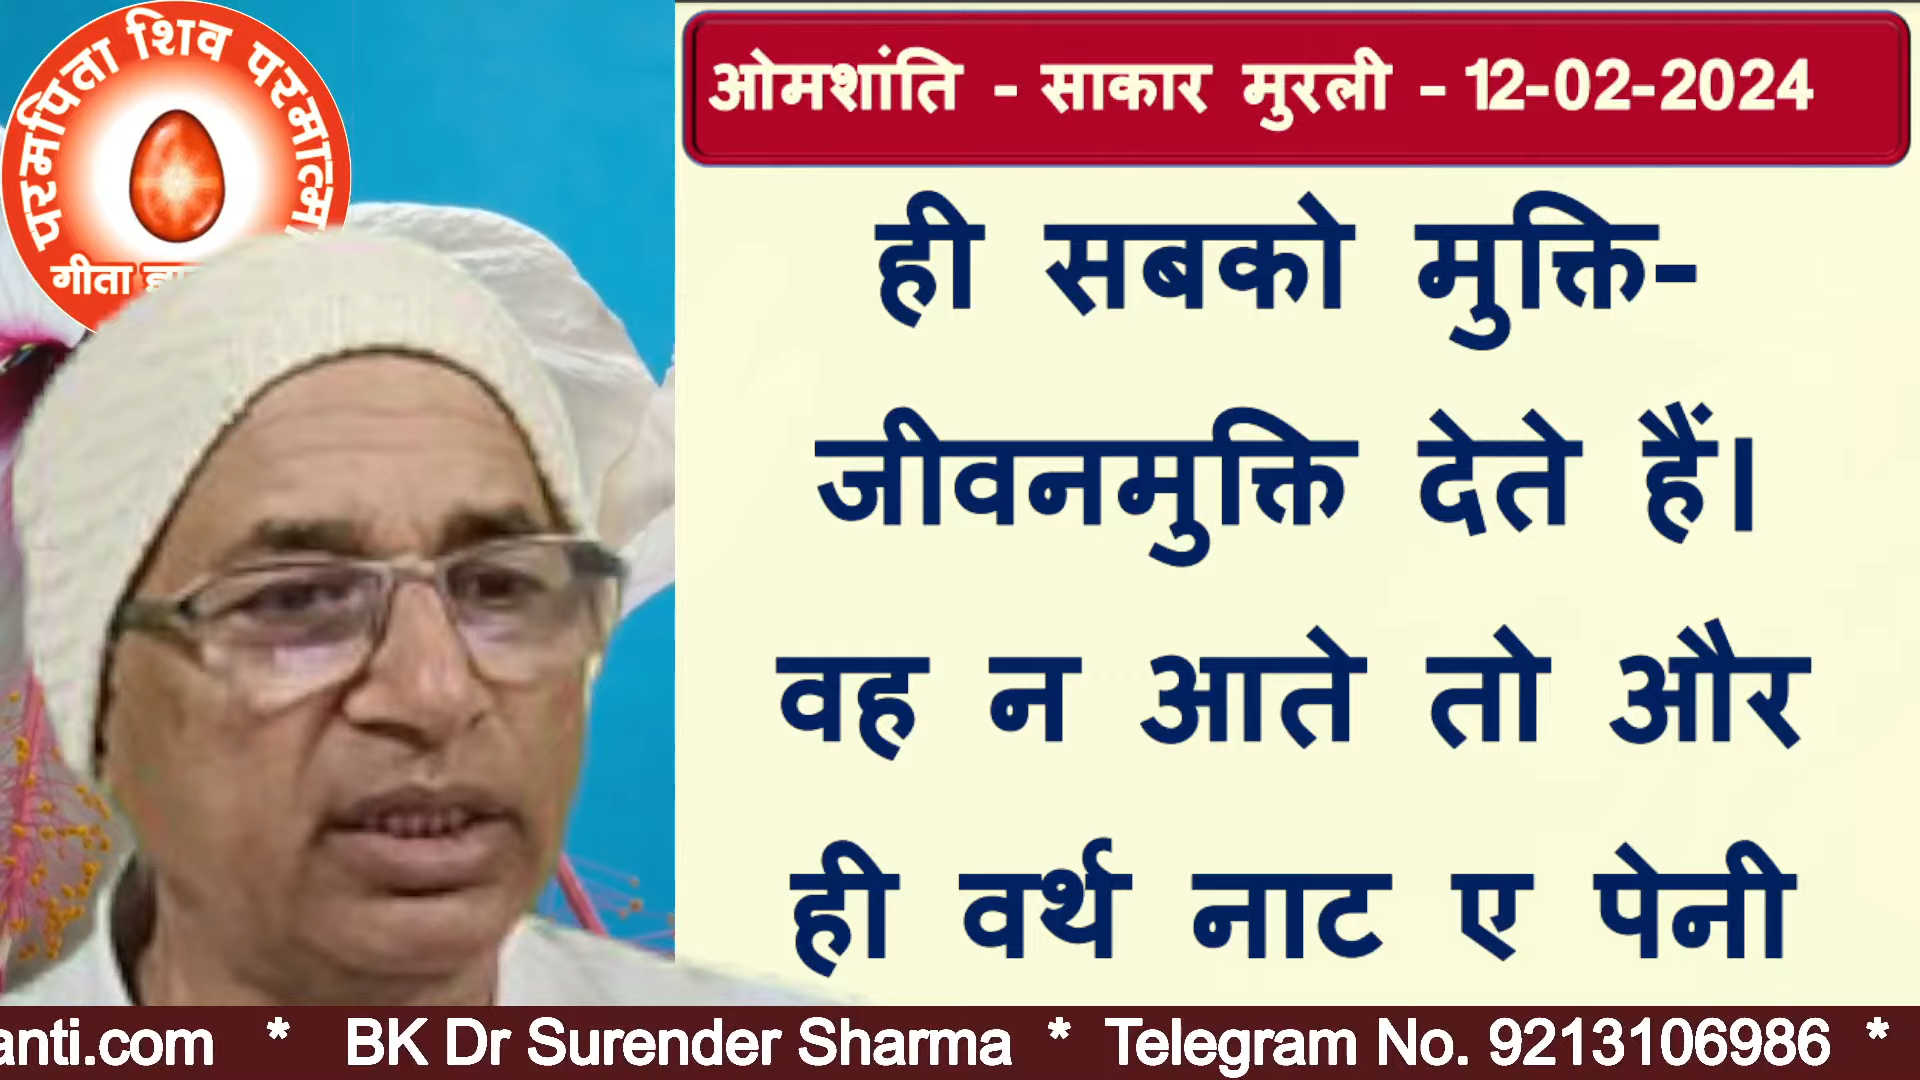 परमपिता शिव परमात्मा
गीता
ओमशांति - साकार मुरली - 12-02-2024
ही सबको मुक्ति-
जीवनमुक्ति देते हैं।
वह न आते तो और
ही वर्थ नाट ए पेनी
anti.com * BK Dr Surender Sharma * Telegram No. 9213106986 *